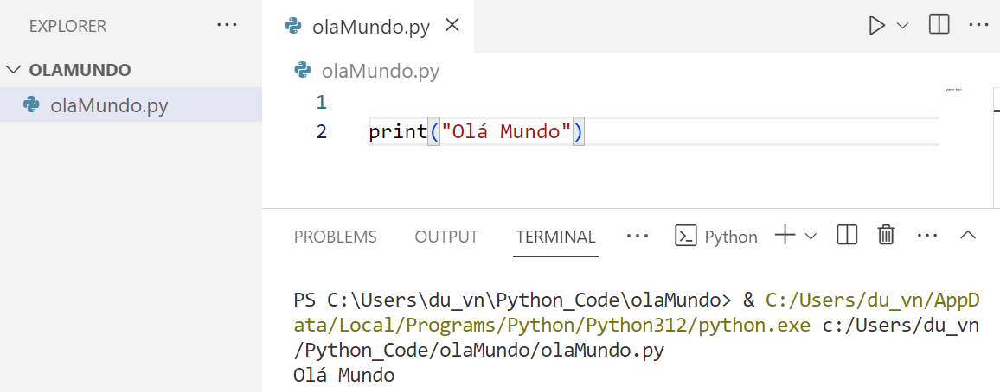 EXPLORER
OLAMUNDO
olaMundo.py
olaMundo.py
olaMundo.py
1
2 print("Olá Mundo")
PROBLEMS OUTPUT TERMINAL Python
PS C:\Users\du_vn\Python_Code\olaMundo> & C:/Users/du_vn/AppD
ata/Local/Programs/Python/Python312/python.exe c:/Users/du_vn
/Python_Code/olaMundo/olaMundo.py
Olá Mundo